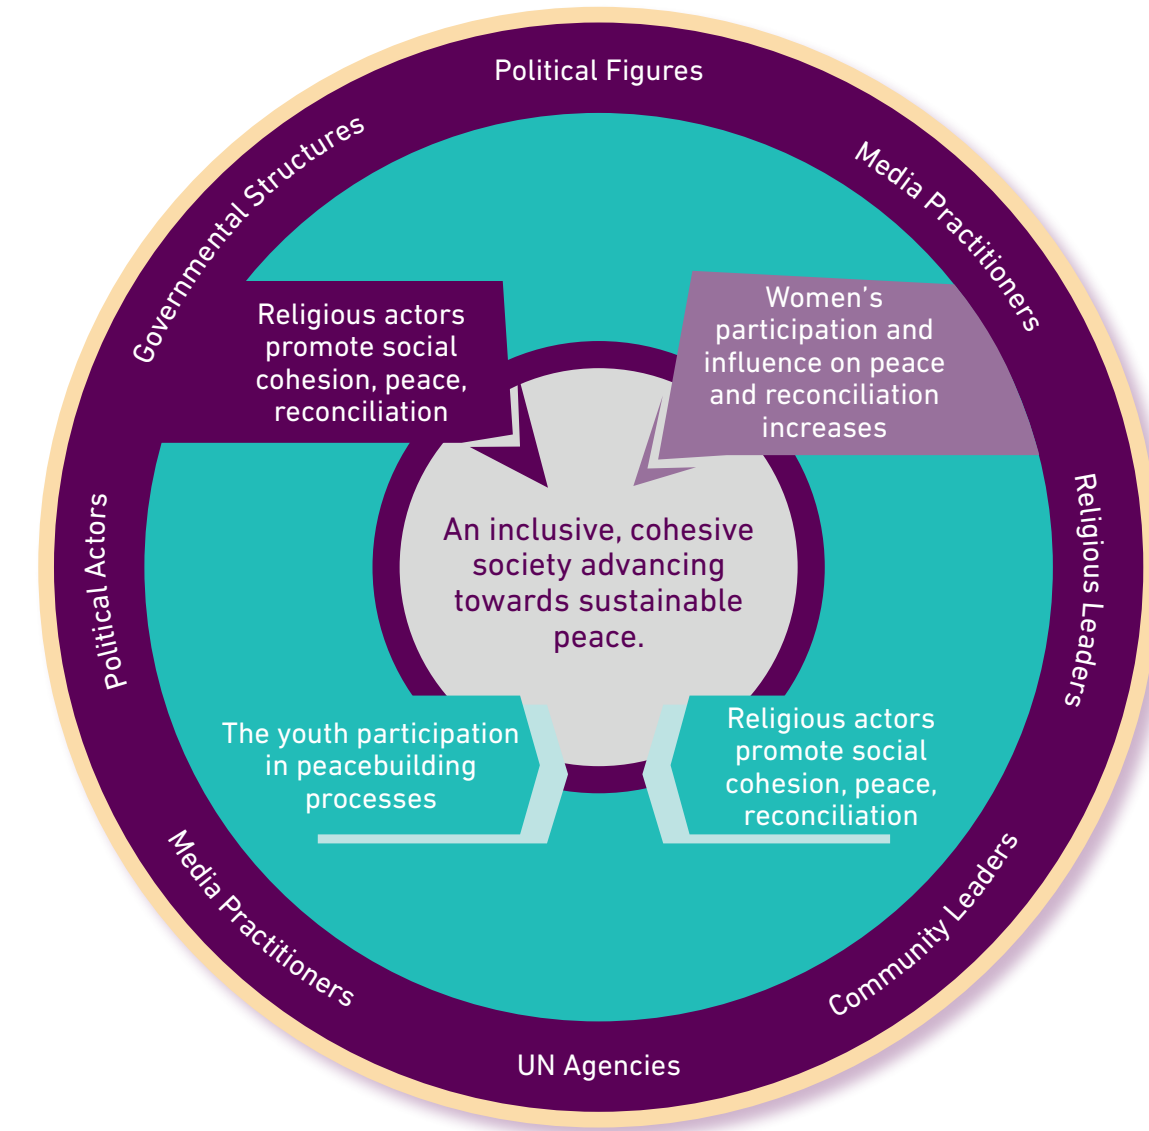 Political Figures
Governmental Structures
Media Practitioners
Religious actors
promote social
cohesion, peace,
reconciliation
Women's
participation and
influence on peace
and reconciliation
increases
Political Actors
Religious Leaders
An inclusive, cohesive
society advancing
towards sustainable
peace.
The youth participation
in peacebuilding
processes
Religious actors
promote social
cohesion, peace,
reconciliation
Media Practitioners
Community Leaders
UN Agencies